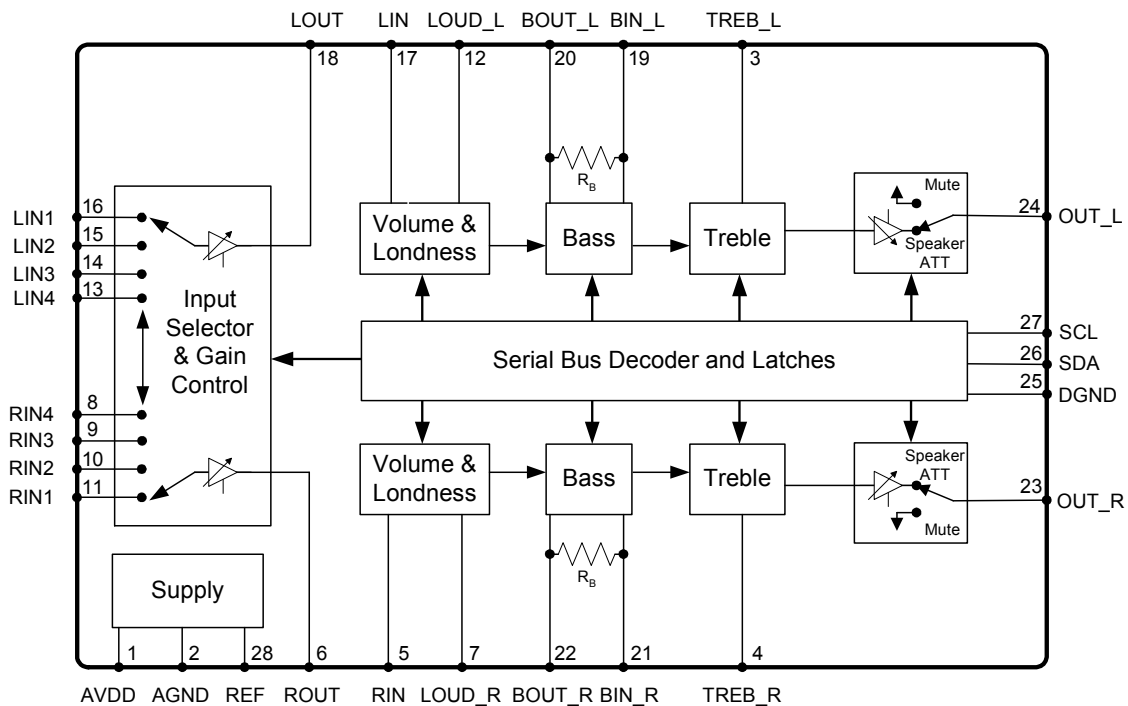 LOUT LIN LOUD_L BOUT_L BIN_L TREB_L
18 17 12 20 19 3
R_B
LIN1 16
LIN2 15
LIN3 14
LIN4 13
Input
Selector
& Gain
Control
RIN4 8
RIN3 9
RIN2 10
RIN1 11
Volume &
Londness
Bass
Treble
Mute
Speaker
ATT
24 OUT_L
Serial Bus Decoder and Latches
27 SCL
26 SDA
25 DGND
Volume &
Londness
Bass
Treble
Speaker
ATT
Mute
23 OUT_R
R_B
Supply
1 2 28 6 5 7 22 21 4
AVDD AGND REF ROUT RIN LOUD_R BOUT_R BIN_R TREB_R